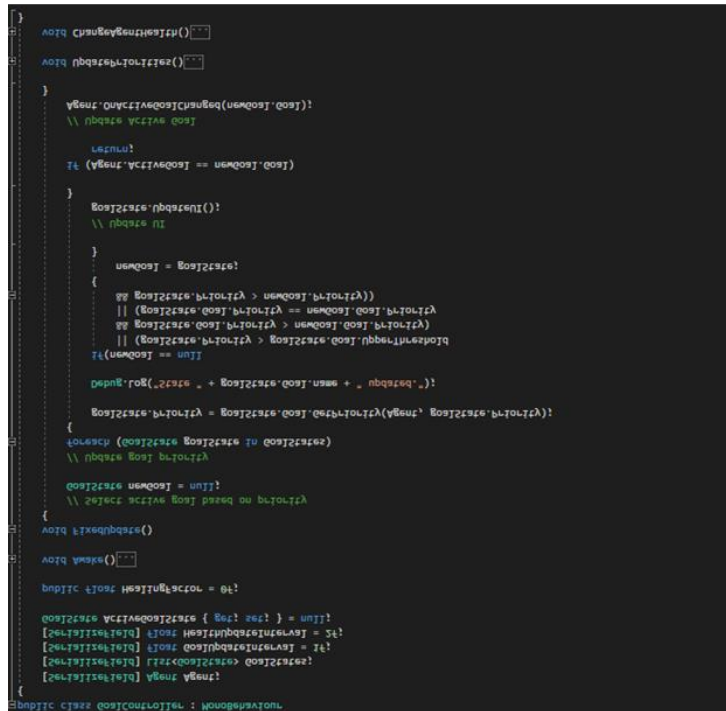 public class GoalController : MonoBehaviour
{
[SerializeField] Agent Agent;
[SerializeField] List<GoalState> GoalStates;
[SerializeField] float GoalUpdateInterval = 1f;
[SerializeField] float HealthUpdateInterval = 2f;
GoalState ActiveGoalState { get; set; } = null;
public float HealingFactor = 0f;
void Awake()...
void FixedUpdate()
{
// Select active goal based on priority
GoalState newGoal = null;
// Update goal priority
foreach (GoalState goalState in GoalStates)
{
goalState.Priority = goalState.Goal.GetPriority(Agent, goalState.Priority);
Debug.Log("State " + goalState.Goal.name + " updated.");
if(newGoal == null
|| (goalState.Priority > goalState.Goal.UpperThreshold
&& goalState.Goal.Priority > newGoal.Goal.Priority)
|| (goalState.Goal.Priority == newGoal.Goal.Priority
&& goalState.Priority > newGoal.Priority))
{
newGoal = goalState;
}
// Update UI
goalState.UpdateUI();
}
if (Agent.ActiveGoal == newGoal.Goal)
return;
// Update Active Goal
Agent.OnActiveGoalChanged(newGoal.Goal);
}
void UpdatePriorities()...
void ChangeAgentHealth()...
}